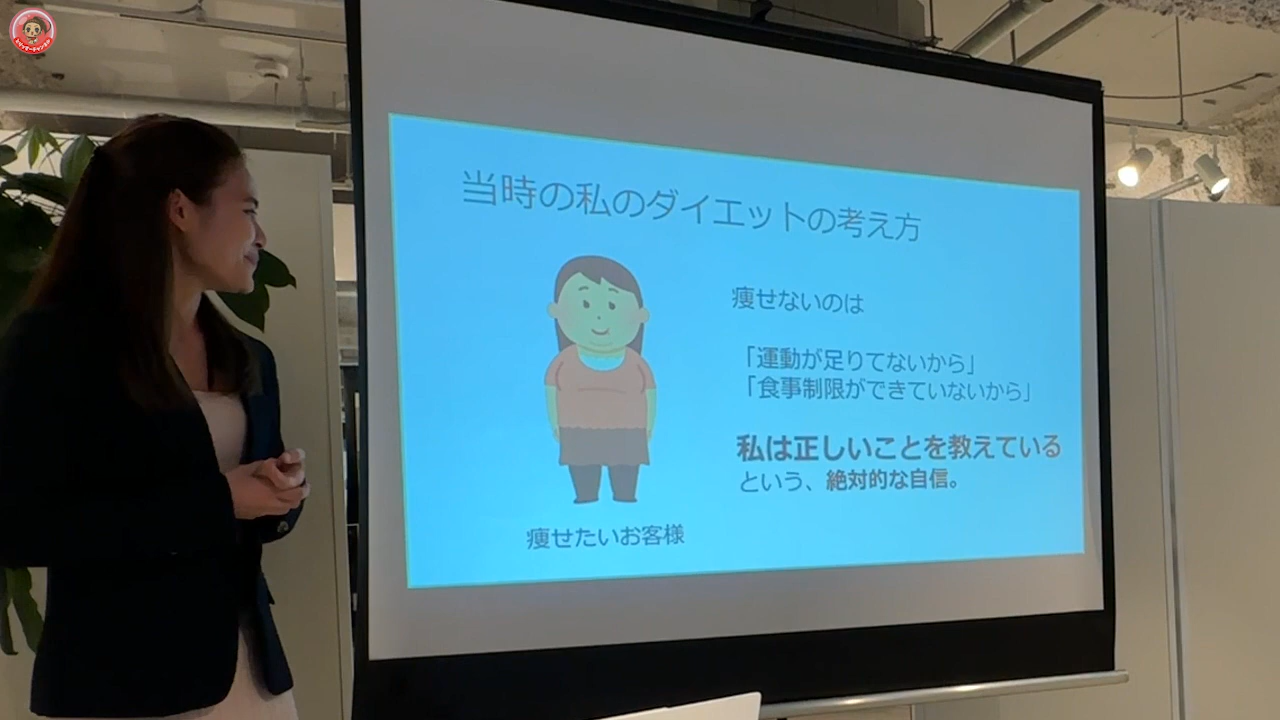 当時の私のダイエットの考え方
痩せないのは
「運動が足りてないから」
「食事制限ができていないから」
私は正しいことを教えている
という、絶対的な自信。
痩せたいお客様